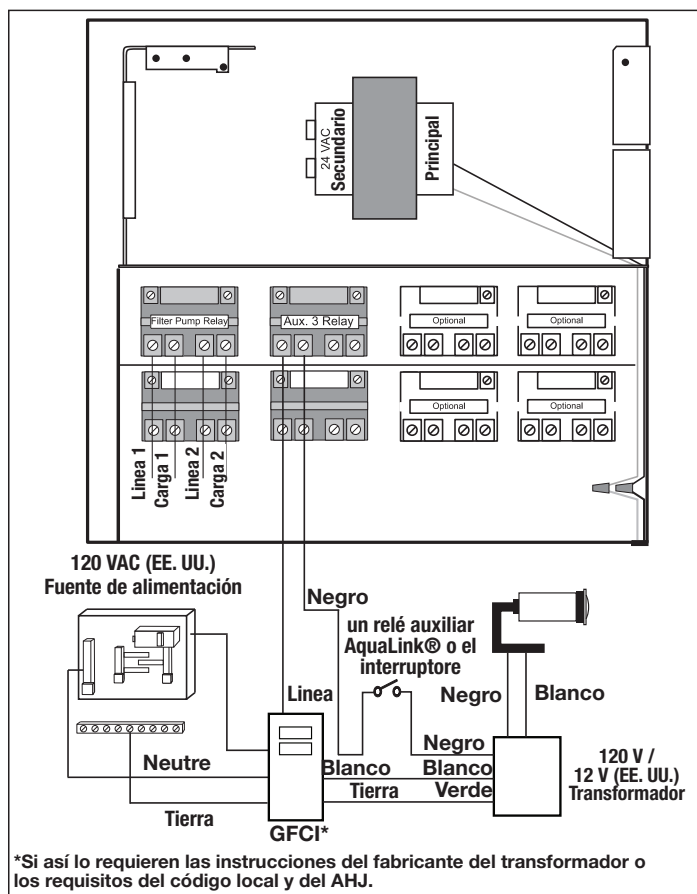 24 VAC
Secundário
Principal
Filter Pump Relay
Aux. 3 Relay
Optional
Optional
Optional
Optional
Linea 1
Carga 1
Linea 2
Carga 2
120 VAC (EE. UU.)
Fuente de alimentación
Negro
un relé auxiliar
AquaLink® o el
interruptore
Negro
Blanco
Linea
Negro
Neutre
Blanco
Blanco
120 V /
12 V (EE. UU.)
Transformador
Tierra
Verde
Tierra
GFCI*
*Si así lo requieren las instrucciones del fabricante del transformador o
los requisitos del código local y del AHJ.